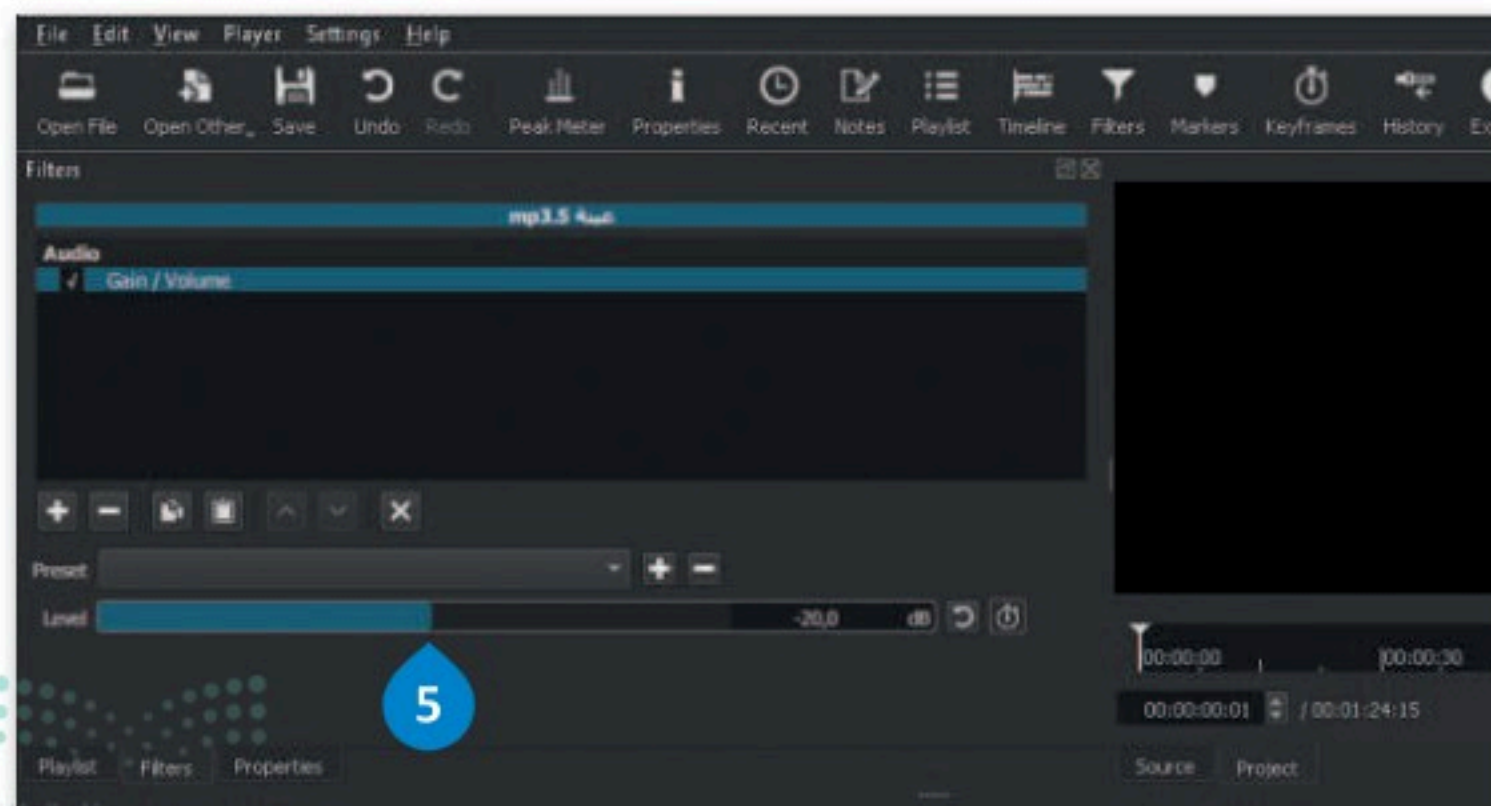 File Edit View Player Settings Help
Open File Open Other... Save Undo Redo Peak Meter Properties Recent Notes Playlist Timeline Filters Markers Keyframes History
Filters
عينة mp3.5
Audio
✓ Gain / Volume
Preset
Level -20,0 dB
00:00:00 00:00:30
5
00:00:00:01 / 00:01:24:15
Playlist Filters Properties
Source Project